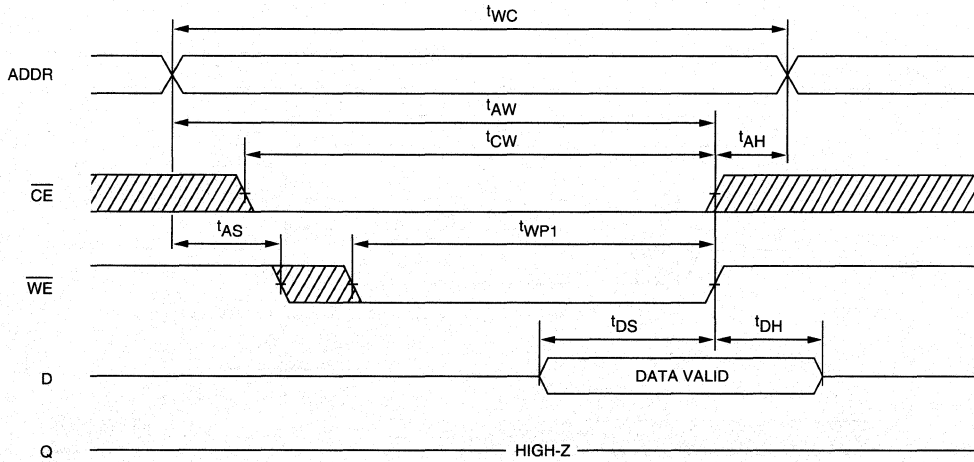 tWC
ADDR
tAW
tCW
tAH
CE
tAS
tWP1
WE
tDS
tDH
D
DATA VALID
Q
HIGH-Z